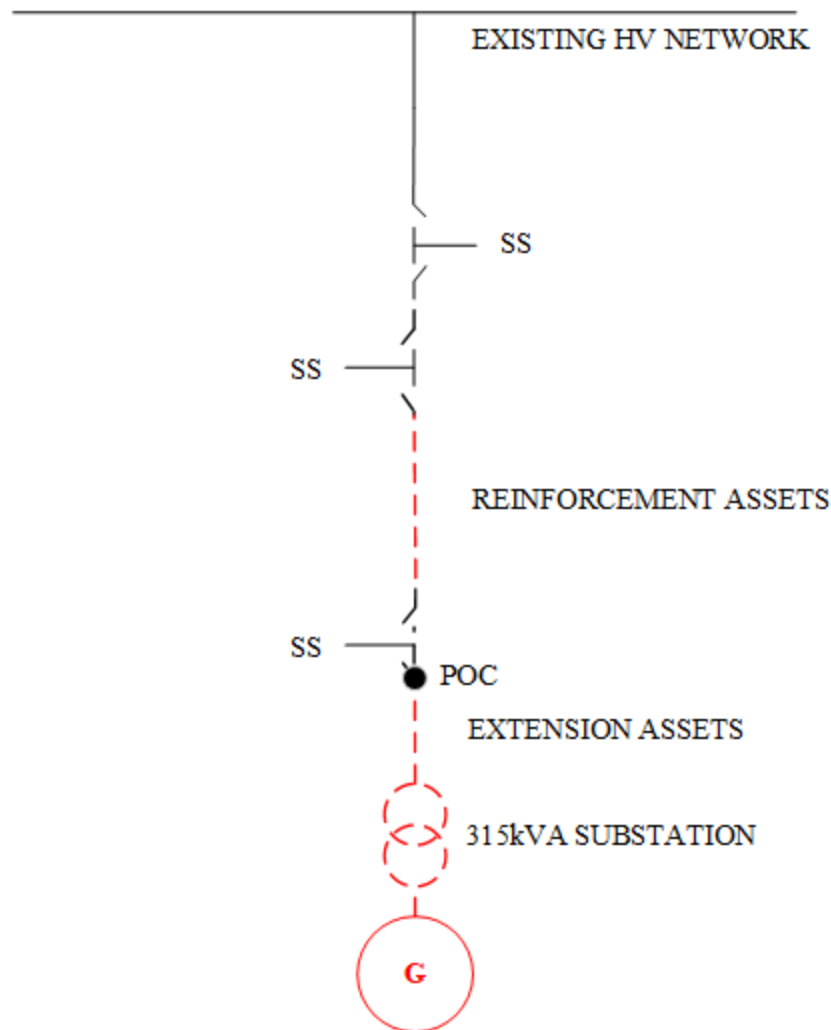 EXISTING HV NETWORK
SS
SS
REINFORCEMENT ASSETS
SS
POC
EXTENSION ASSETS
315kVA SUBSTATION
G